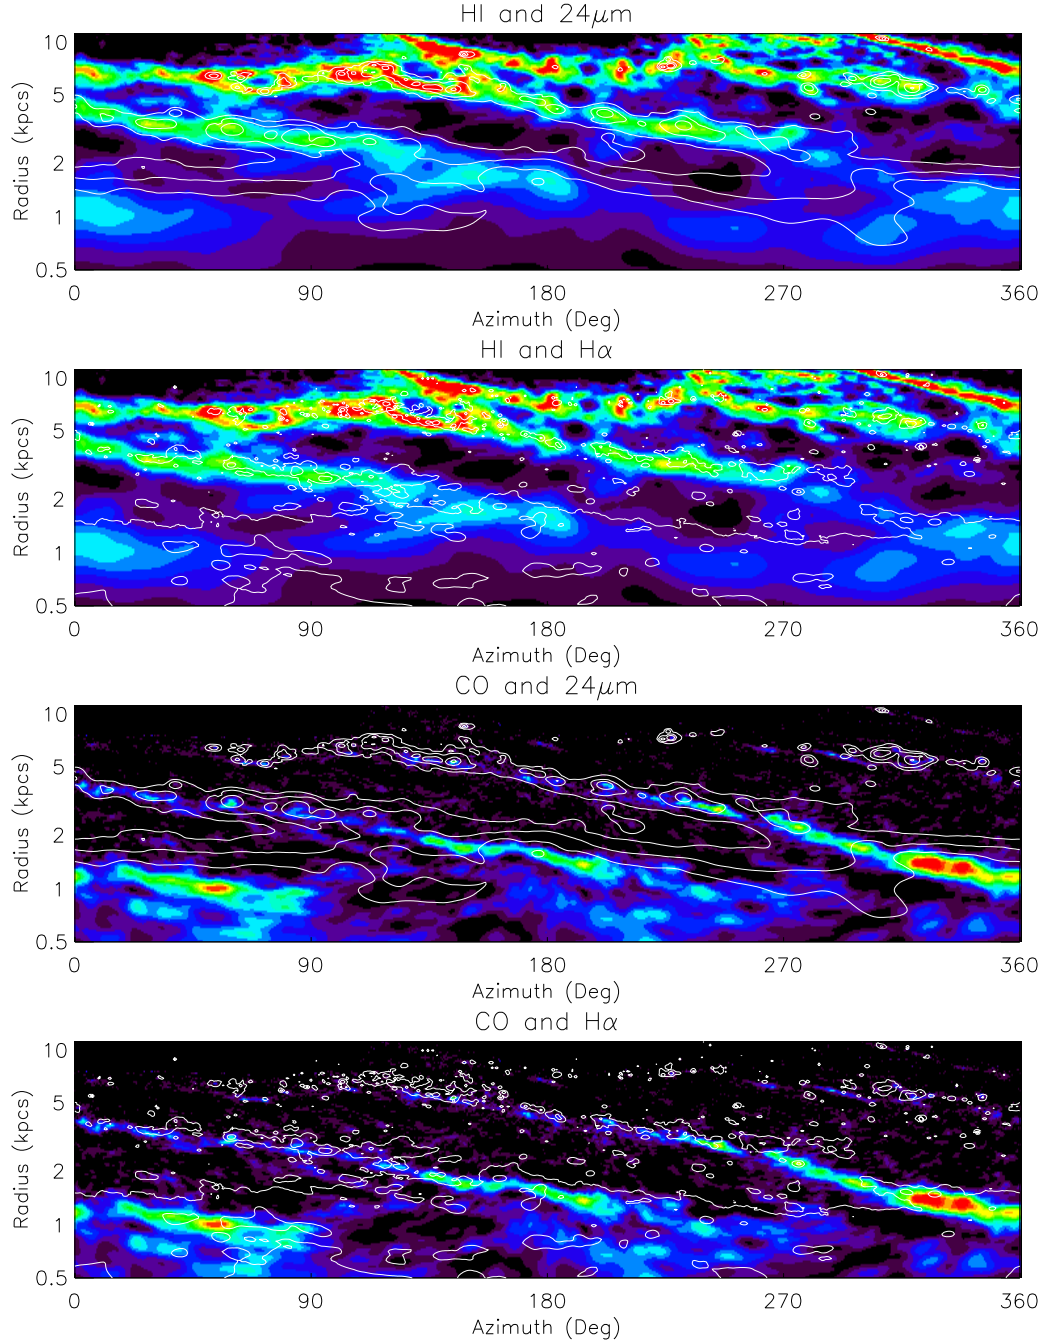 HI and 24μm
10
5
2
1
0.5
Radius (kpcs)
0 90 180 270 360
Azimuth (Deg)
HI and Hα
10
5
2
1
0.5
Radius (kpcs)
0 90 180 270 360
Azimuth (Deg)
CO and 24μm
10
5
2
1
0.5
Radius (kpcs)
0 90 180 270 360
Azimuth (Deg)
CO and Hα
10
5
2
1
0.5
Radius (kpcs)
0 90 180 270 360
Azimuth (Deg)